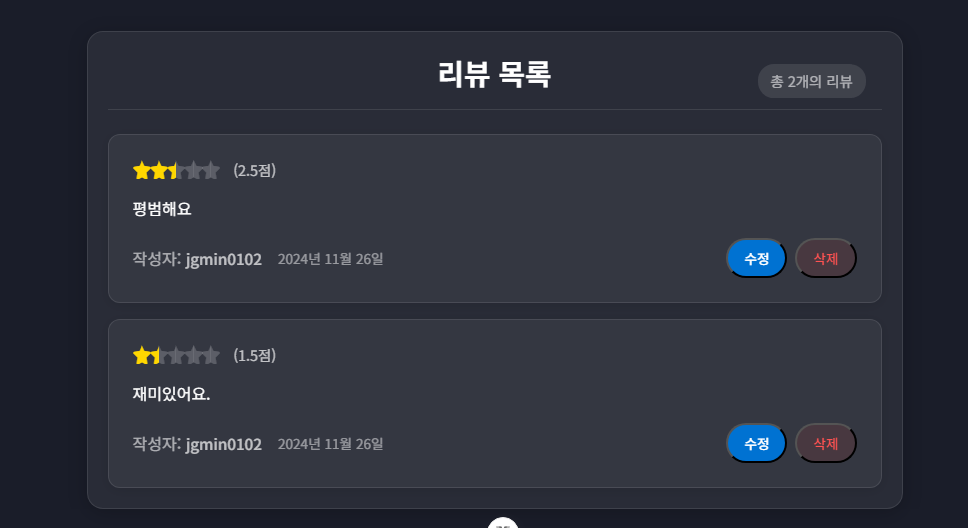 리뷰 목록
총 2개의 리뷰
(2.5점)
평범해요
작성자: jgmin0102 2024년 11월 26일 수정 삭제
(1.5점)
재미있어요.
작성자: jgmin0102 2024년 11월 26일 수정 삭제